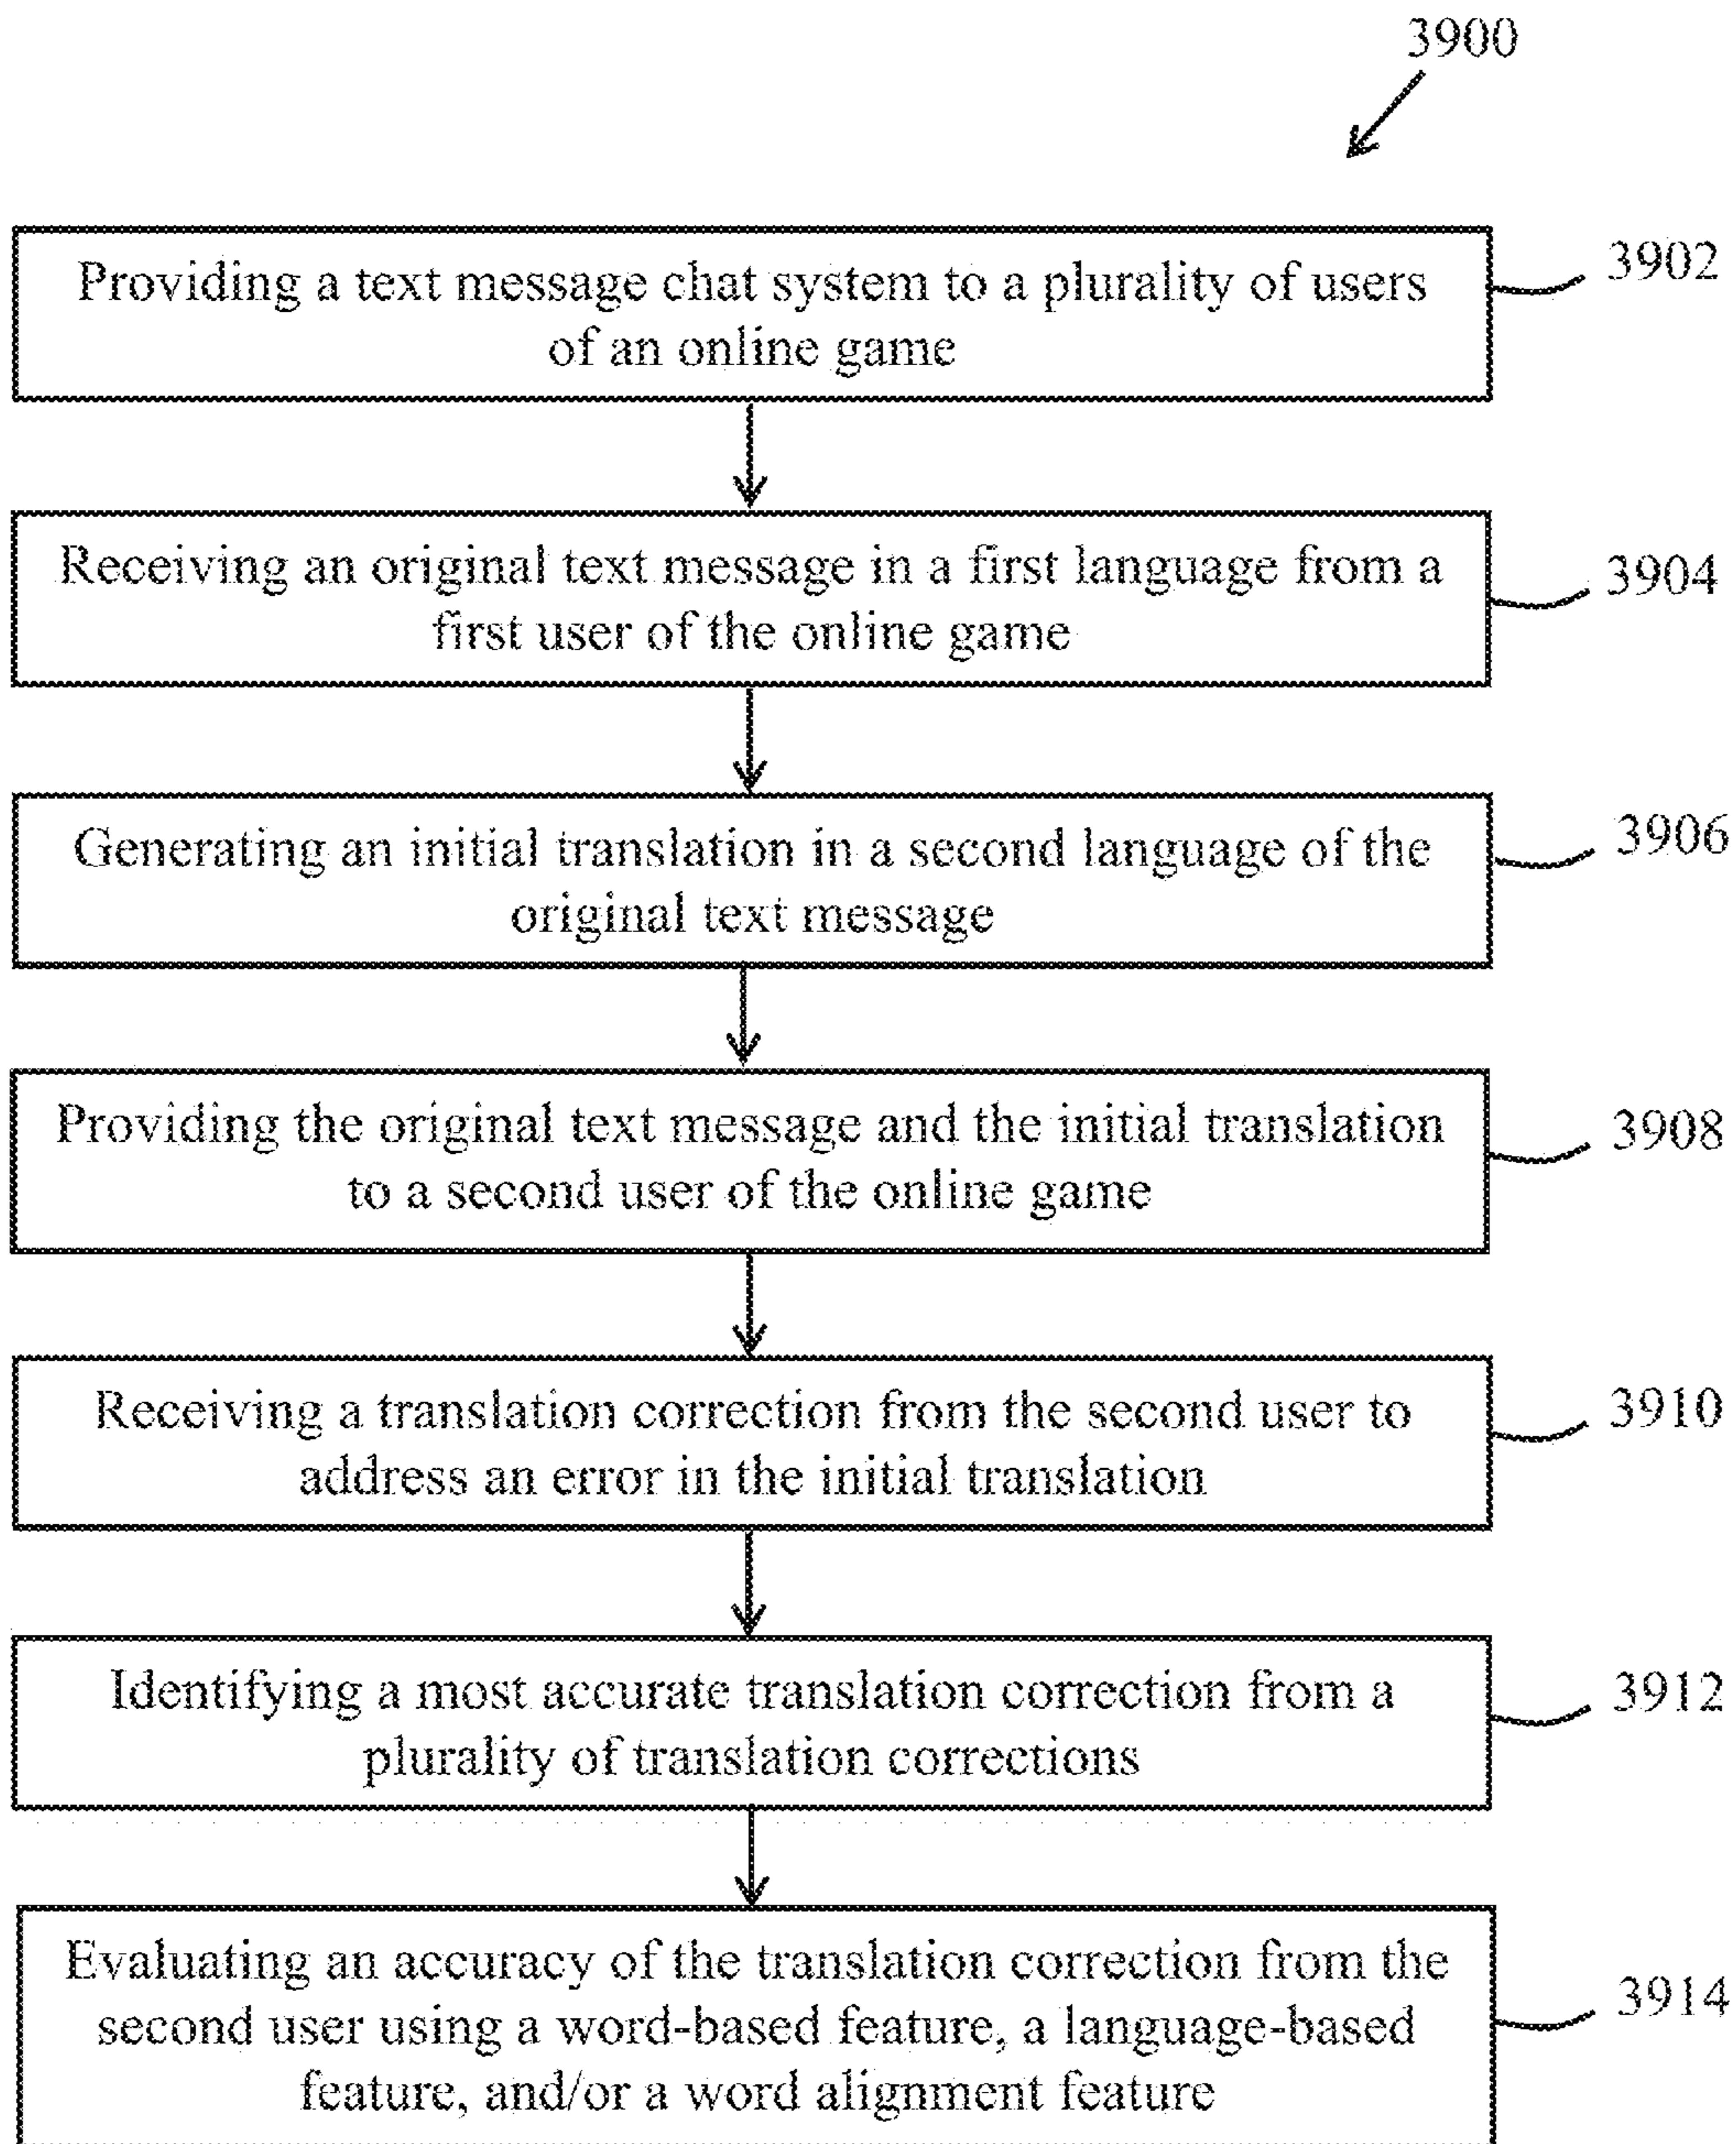 3900
Providing a text message chat system to a plurality of users
of an online game
3902
Receiving an original text message in a first language from a
first user of the online game
3904
Generating an initial translation in a second language of the
original text message
3906
Providing the original text message and the initial translation
to a second user of the online game
3908
Receiving a translation correction from the second user to
address an error in the initial translation
3910
Identifying a most accurate translation correction from a
plurality of translation corrections
3912
Evaluating an accuracy of the translation correction from the
second user using a word-based feature, a language-based
feature, and/or a word alignment feature
3914